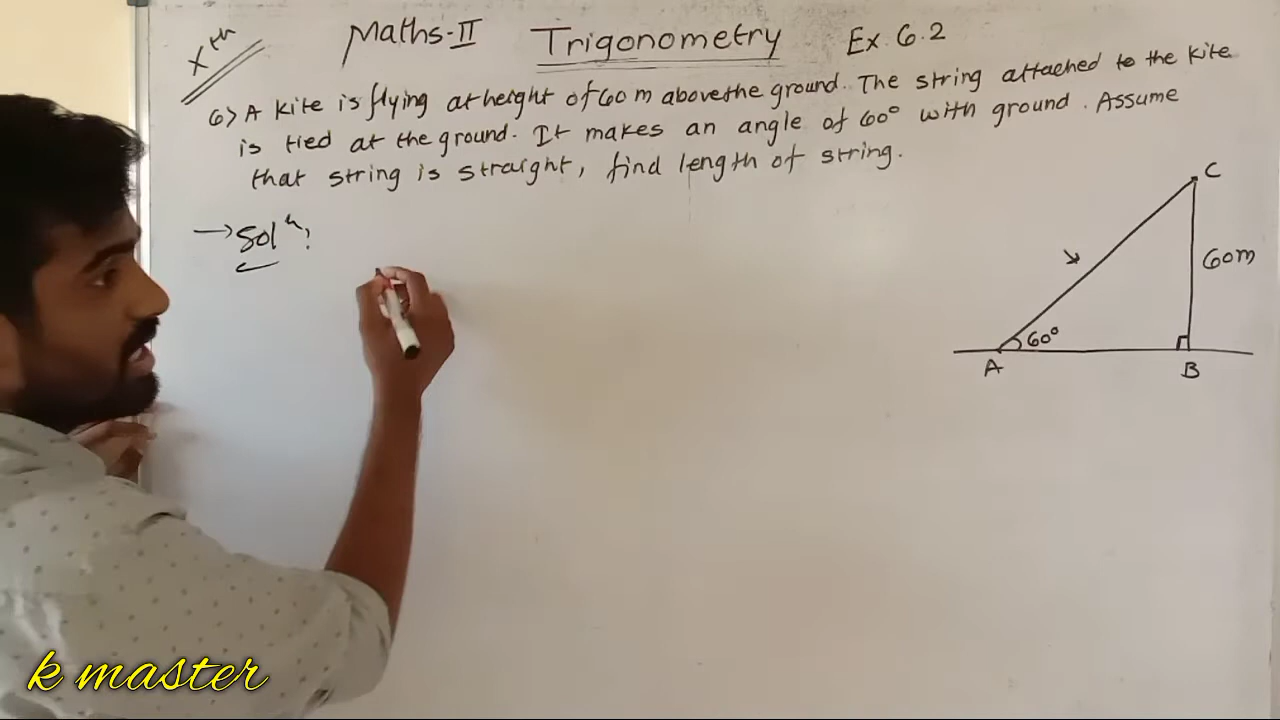 Xth
Maths-II Trigonometry Ex. 6.2
6) A kite is flying at height of 60 m above the ground. The string attached to the kite
is tied at the ground. It makes an angle of 60° with ground. Assume
that string is straight, find length of string.
→ Solⁿ:
C
60m
60°
A B
k master